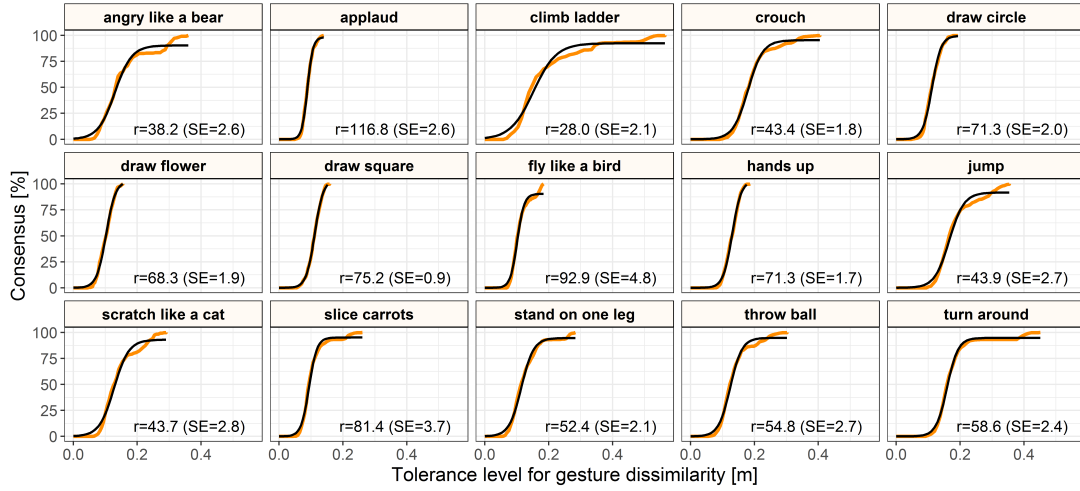 angry like a bear
applaud
climb ladder
crouch
draw circle
100
75
50
25
0
r=38.2 (SE=2.6)
r=116.8 (SE=2.6)
r=28.0 (SE=2.1)
r=43.4 (SE=1.8)
r=71.3 (SE=2.0)
draw flower
draw square
fly like a bird
hands up
jump
Consensus [%]
100
75
50
25
0
r=68.3 (SE=1.9)
r=75.2 (SE=0.9)
r=92.9 (SE=4.8)
r=71.3 (SE=1.7)
r=43.9 (SE=2.7)
scratch like a cat
slice carrots
stand on one leg
throw ball
turn around
100
75
50
25
0
r=43.7 (SE=2.8)
r=81.4 (SE=3.7)
r=52.4 (SE=2.1)
r=54.8 (SE=2.7)
r=58.6 (SE=2.4)
0.0 0.2 0.4
0.0 0.2 0.4
0.0 0.2 0.4
0.0 0.2 0.4
0.0 0.2 0.4
Tolerance level for gesture dissimilarity [m]